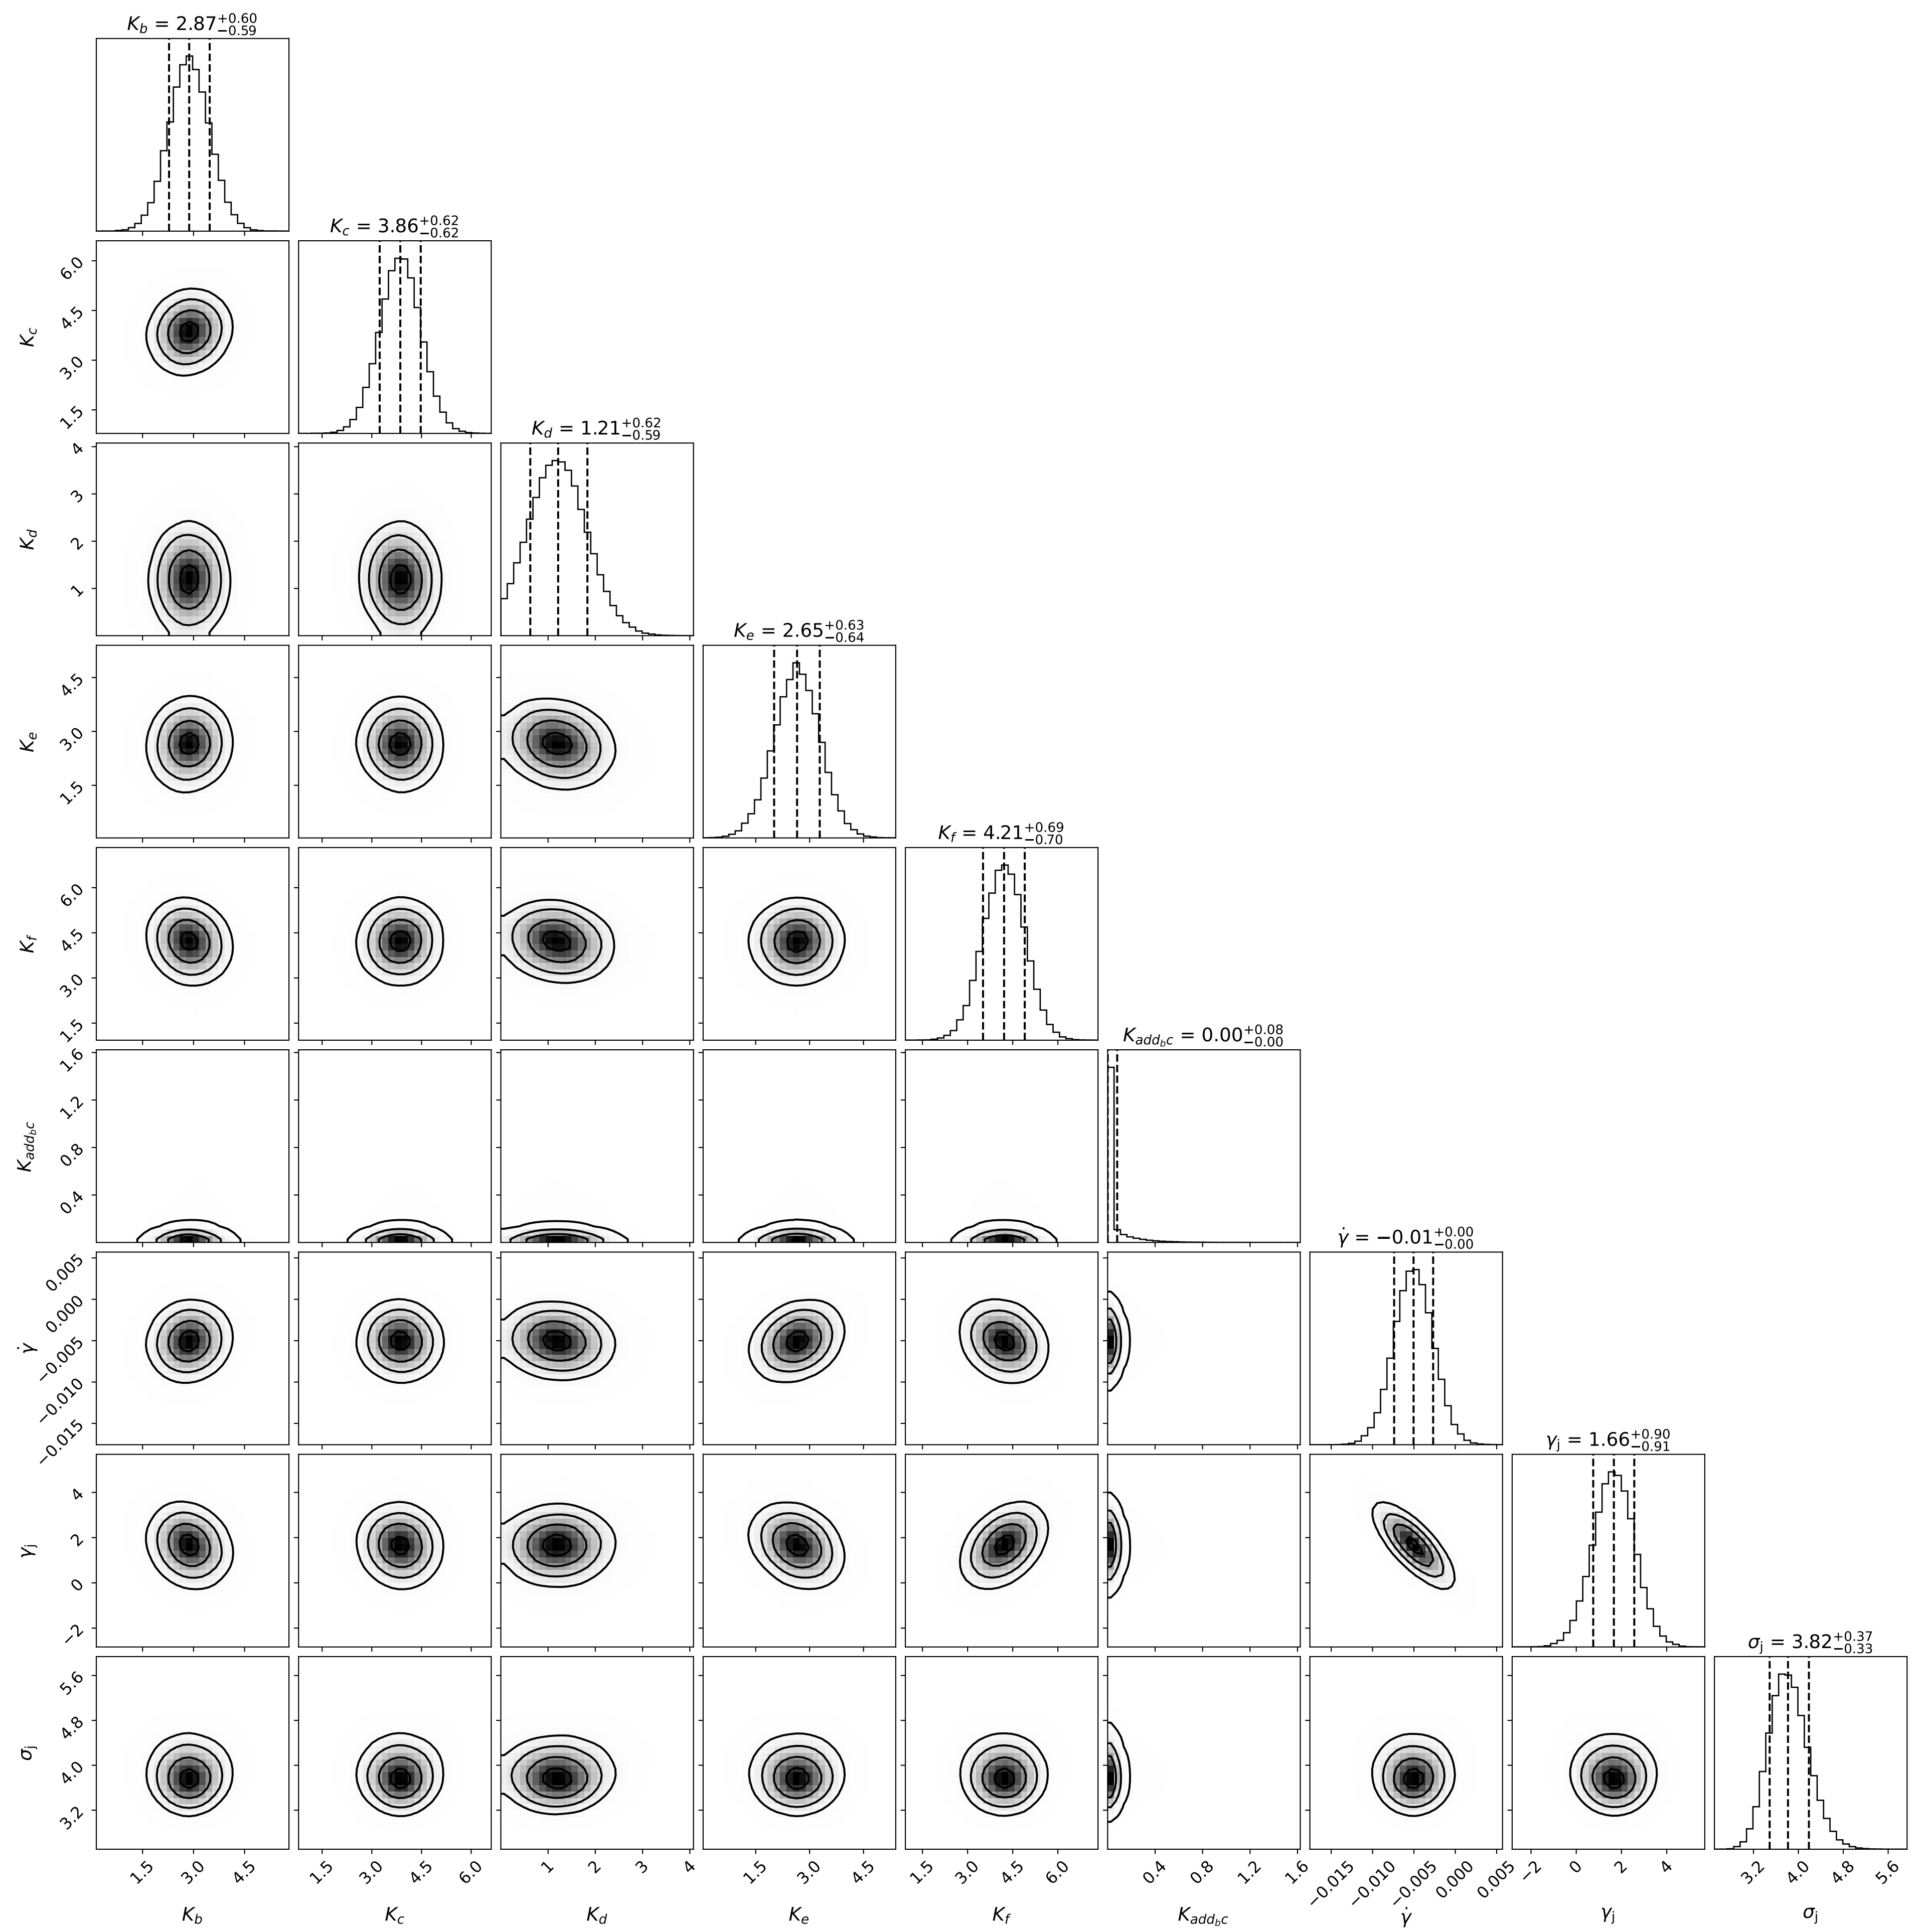 K_b = 2.87^{+0.60}_{−0.59}
K_c = 3.86^{+0.62}_{−0.62}
6.0
4.5
3.0
1.5
K_c
K_d = 1.21^{+0.62}_{−0.59}
4
3
2
1
K_d
K_e = 2.65^{+0.63}_{−0.64}
4.5
3.0
1.5
K_e
K_f = 4.21^{+0.69}_{−0.70}
6.0
4.5
3.0
1.5
K_f
K_{add_bc} = 0.00^{+0.08}_{−0.00}
1.6
1.2
0.8
0.4
K_{add_bc}
γ̇ = −0.01^{+0.00}_{−0.00}
0.005
0.000
−0.005
−0.010
−0.015
γ̇
γ_j = 1.66^{+0.90}_{−0.91}
4
2
0
−2
γ_j
σ_j = 3.82^{+0.37}_{−0.33}
5.6
4.8
4.0
3.2
σ_j
1.5 3.0 4.5
1.5 3.0 4.5 6.0
1 2 3 4
1.5 3.0 4.5
1.5 3.0 4.5 6.0
0.4 0.8 1.2 1.6
−0.015 −0.010 −0.005 0.000 0.005
−2 0 2 4
3.2 4.0 4.8 5.6
K_b K_c K_d K_e K_f K_{add_bc} γ̇ γ_j σ_j